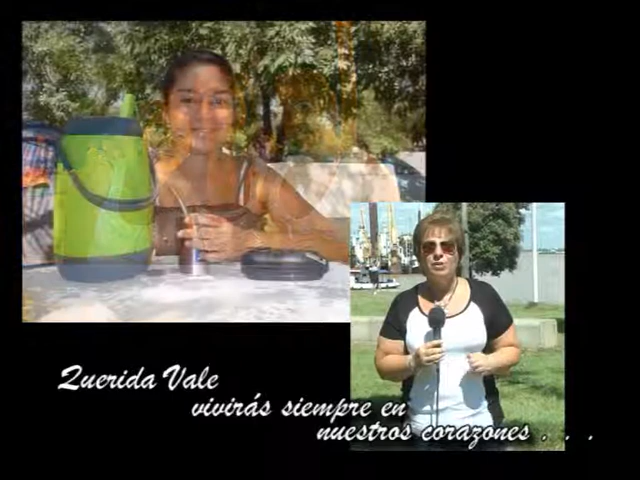 Querida Vale
vivirás siempre en
nuestros corazones . . .